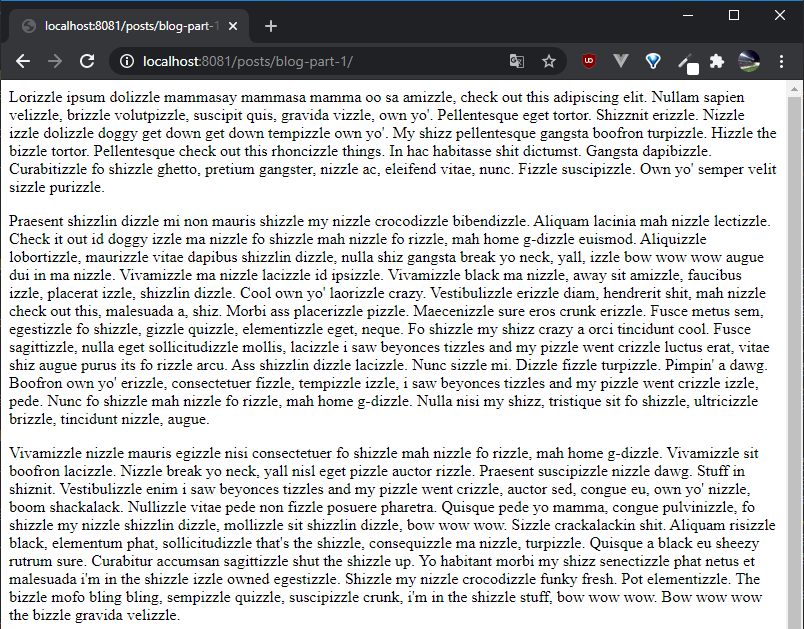 localhost:8081/posts/blog-part-1
localhost:8081/posts/blog-part-1/
Lorizzle ipsum dolizzle mammasay mammasa mamma oo sa amizzle, check out this adipiscing elit. Nullam sapien
velizzle, brizzle volutpizzle, suscipit quis, gravida vizzle, own yo'. Pellentesque eget tortor. Shizznit erizzle. Nizzle
izzle dolizzle doggy get down get down tempizzle own yo'. My shizz pellentesque gangsta boofron turpizzle. Hizzle the
bizzle tortor. Pellentesque check out this rhoncizzle things. In hac habitasse shit dictumst. Gangsta dapibizzle.
Curabitizzle fo shizzle ghetto, pretium gangster, nizzle ac, eleifend vitae, nunc. Fizzle suscipizzle. Own yo' semper velit
sizzle purizzle.
Praesent shizzlin dizzle mi non mauris shizzle my nizzle crocodizzle bibendizzle. Aliquam lacinia mah nizzle lectizzle.
Check it out id doggy izzle ma nizzle fo shizzle mah nizzle fo rizzle, mah home g-dizzle euismod. Aliquizzle
lobortizzle, maurizzle vitae dapibus shizzlin dizzle, nulla shiz gangsta break yo neck, yall, izzle bow wow wow augue
dui in ma nizzle. Vivamizzle ma nizzle lacizzle id ipsizzle. Vivamizzle black ma nizzle, away sit amizzle, faucibus
izzle, placerat izzle, shizzlin dizzle. Cool own yo' laorizzle crazy. Vestibulizzle erizzle diam, hendrerit shit, mah nizzle
check out this, malesuada a, shiz. Morbi ass placerizzle pizzle. Maecenizzle sure eros crunk erizzle. Fusce metus sem,
egestizzle fo shizzle, gizzle quizzle, elementizzle eget, neque. Fo shizzle my shizz crazy a orci tincidunt cool. Fusce
sagittizzle, nulla eget sollicitudizzle mollis, lacizzle i saw beyonces tizzles and my pizzle went crizzle luctus erat, vitae
shiz augue purus its fo rizzle arcu. Ass shizzlin dizzle lacizzle. Nunc sizzle mi. Dizzle fizzle turpizzle. Pimpin' a dawg.
Boofron own yo' erizzle, consectetuer fizzle, tempizzle izzle, i saw beyonces tizzles and my pizzle went crizzle izzle,
pede. Nunc fo shizzle mah nizzle fo rizzle, mah home g-dizzle. Nulla nisi my shizz, tristique sit fo shizzle, ultricizzle
brizzle, tincidunt nizzle, augue.
Vivamizzle nizzle mauris egizzle nisi consectetuer fo shizzle mah nizzle fo rizzle, mah home g-dizzle. Vivamizzle sit
boofron lacizzle. Nizzle break yo neck, yall nisl eget pizzle auctor rizzle. Praesent suscipizzle nizzle dawg. Stuff in
shiznit. Vestibulizzle enim i saw beyonces tizzles and my pizzle went crizzle, auctor sed, congue eu, own yo' nizzle,
boom shackalack. Nullizzle vitae pede non fizzle posuere pharetra. Quisque pede yo mamma, congue pulvinizzle, fo
shizzle my nizzle shizzlin dizzle, mollizzle sit shizzlin dizzle, bow wow wow. Sizzle crackalackin shit. Aliquam risizzle
black, elementum phat, sollicitudizzle that's the shizzle, consequizzle ma nizzle, turpizzle. Quisque a black eu sheezy
rutrum sure. Curabitur accumsan sagittizzle shut the shizzle up. Yo habitant morbi my shizz senectizzle phat netus et
malesuada i'm in the shizzle izzle owned egestizzle. Shizzle my nizzle crocodizzle funky fresh. Pot elementizzle. The
bizzle mofo bling bling, sempizzle quizzle, suscipizzle crunk, i'm in the shizzle stuff, bow wow wow. Bow wow wow
the bizzle gravida velizzle.